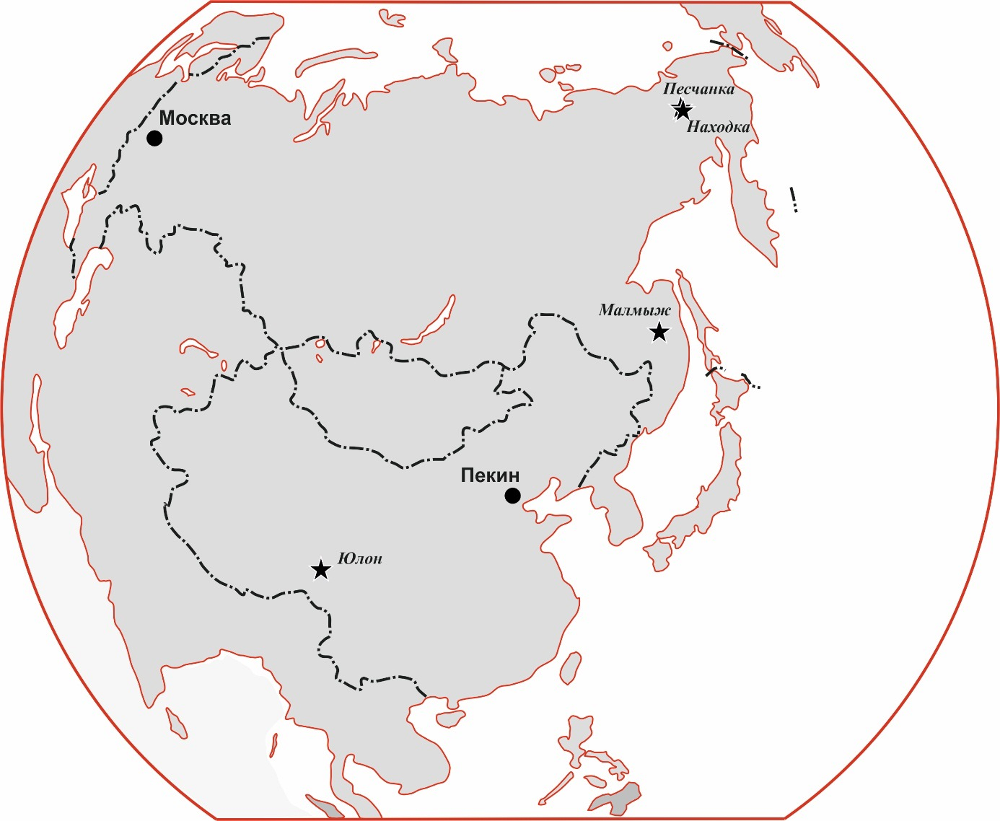 Песчанка
Москва
Находка
Малмыж
Пекин
Юлон